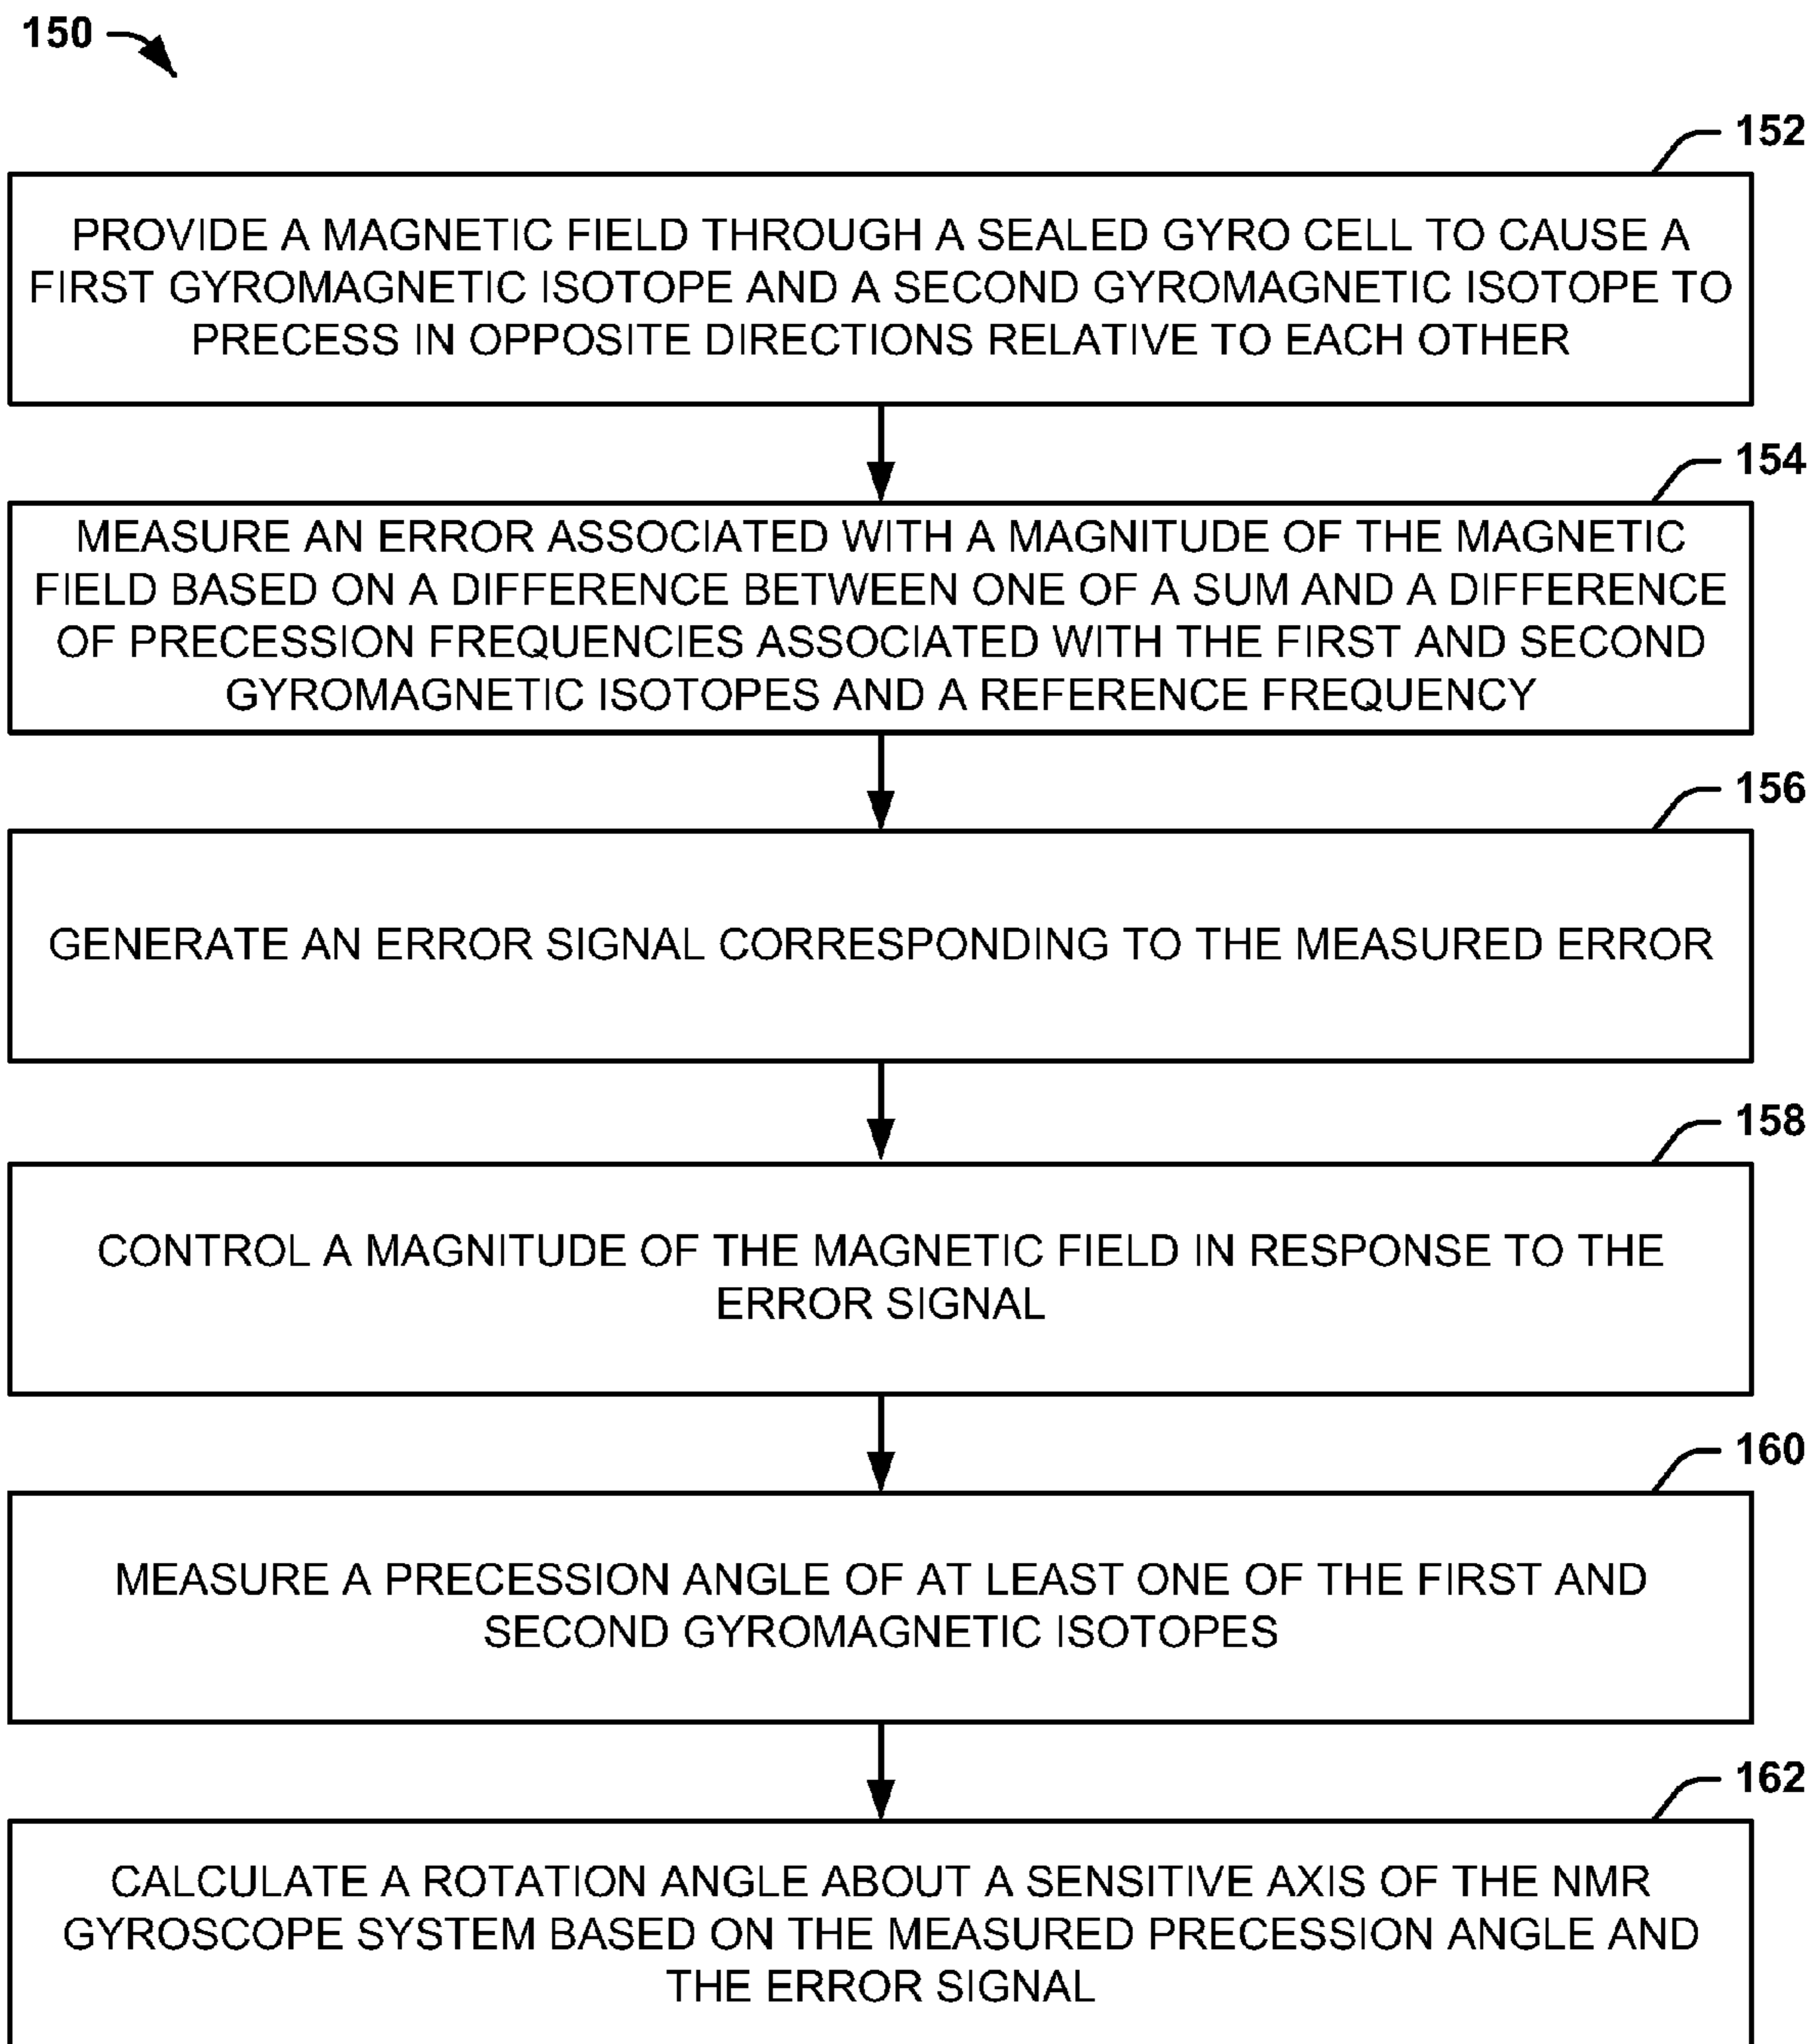 150
152
PROVIDE A MAGNETIC FIELD THROUGH A SEALED GYRO CELL TO CAUSE A
FIRST GYROMAGNETIC ISOTOPE AND A SECOND GYROMAGNETIC ISOTOPE TO
PRECESS IN OPPOSITE DIRECTIONS RELATIVE TO EACH OTHER
154
MEASURE AN ERROR ASSOCIATED WITH A MAGNITUDE OF THE MAGNETIC
FIELD BASED ON A DIFFERENCE BETWEEN ONE OF A SUM AND A DIFFERENCE
OF PRECESSION FREQUENCIES ASSOCIATED WITH THE FIRST AND SECOND
GYROMAGNETIC ISOTOPES AND A REFERENCE FREQUENCY
156
GENERATE AN ERROR SIGNAL CORRESPONDING TO THE MEASURED ERROR
158
CONTROL A MAGNITUDE OF THE MAGNETIC FIELD IN RESPONSE TO THE
ERROR SIGNAL
160
MEASURE A PRECESSION ANGLE OF AT LEAST ONE OF THE FIRST AND
SECOND GYROMAGNETIC ISOTOPES
162
CALCULATE A ROTATION ANGLE ABOUT A SENSITIVE AXIS OF THE NMR
GYROSCOPE SYSTEM BASED ON THE MEASURED PRECESSION ANGLE AND
THE ERROR SIGNAL